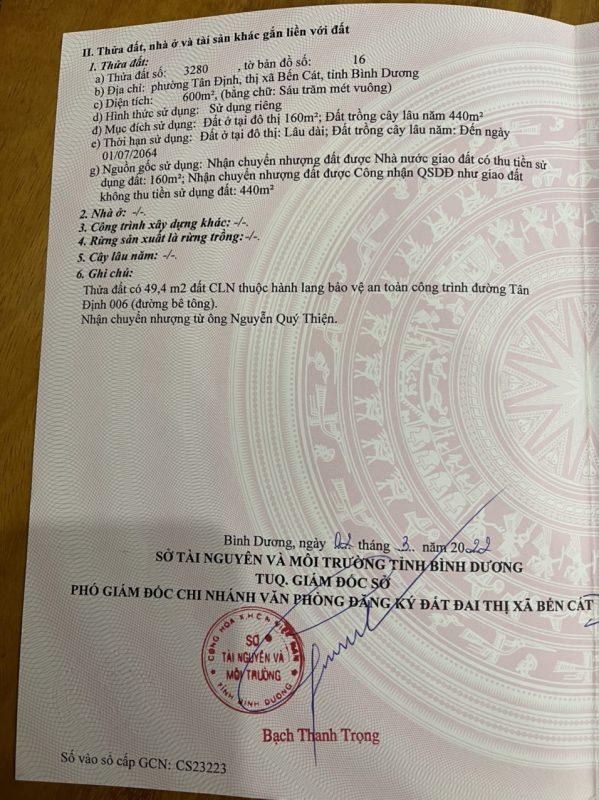 II. Thửa đất, nhà ở và tài sản khác gắn liền với đất
1. Thửa đất:
a) Thửa đất số: 3280 , tờ bản đồ số: 16
b) Địa chỉ: phường Tân Định, thị xã Bến Cát, tỉnh Bình Dương
c) Diện tích: 600m², (bằng chữ: Sáu trăm mét vuông)
d) Hình thức sử dụng: Sử dụng riêng
đ) Mục đích sử dụng: Đất ở tại đô thị 160m²; Đất trồng cây lâu năm 440m²
e) Thời hạn sử dụng: Đất ở tại đô thị: Lâu dài; Đất trồng cây lâu năm: Đến ngày
01/07/2064
g) Nguồn gốc sử dụng: Nhận chuyển nhượng đất được Nhà nước giao đất có thu tiền sử
dụng đất: 160m²; Nhận chuyển nhượng đất được Công nhận QSDĐ như giao đất
không thu tiền sử dụng đất: 440m²
2. Nhà ở: -/-.
3. Công trình xây dựng khác: -/-.
4. Rừng sản xuất là rừng trồng:-/-.
5. Cây lâu năm: -/-.
6. Ghi chú:
Thửa đất có 49,4 m2 đất CLN thuộc hành lang bảo vệ an toàn công trình đường Tân
Định 006 (đường bê tông).
Nhận chuyển nhượng từ ông Nguyễn Quý Thiện.
Bình Dương, ngày 02 tháng 3 năm 2022
SỞ TÀI NGUYÊN VÀ MÔI TRƯỜNG TỈNH BÌNH DƯƠNG
TUQ. GIÁM ĐỐC SỞ
PHÓ GIÁM ĐỐC CHI NHÁNH VĂN PHÒNG ĐĂNG KÝ ĐẤT ĐAI THỊ XÃ BẾN CÁT
CỘNG HÒA X.H.C.N VIỆT NAM
SỞ
TÀI NGUYÊN VÀ
MÔI TRƯỜNG
TỈNH BÌNH DƯƠNG
Bạch Thanh Trọng
Số vào sổ cấp GCN: CS23223